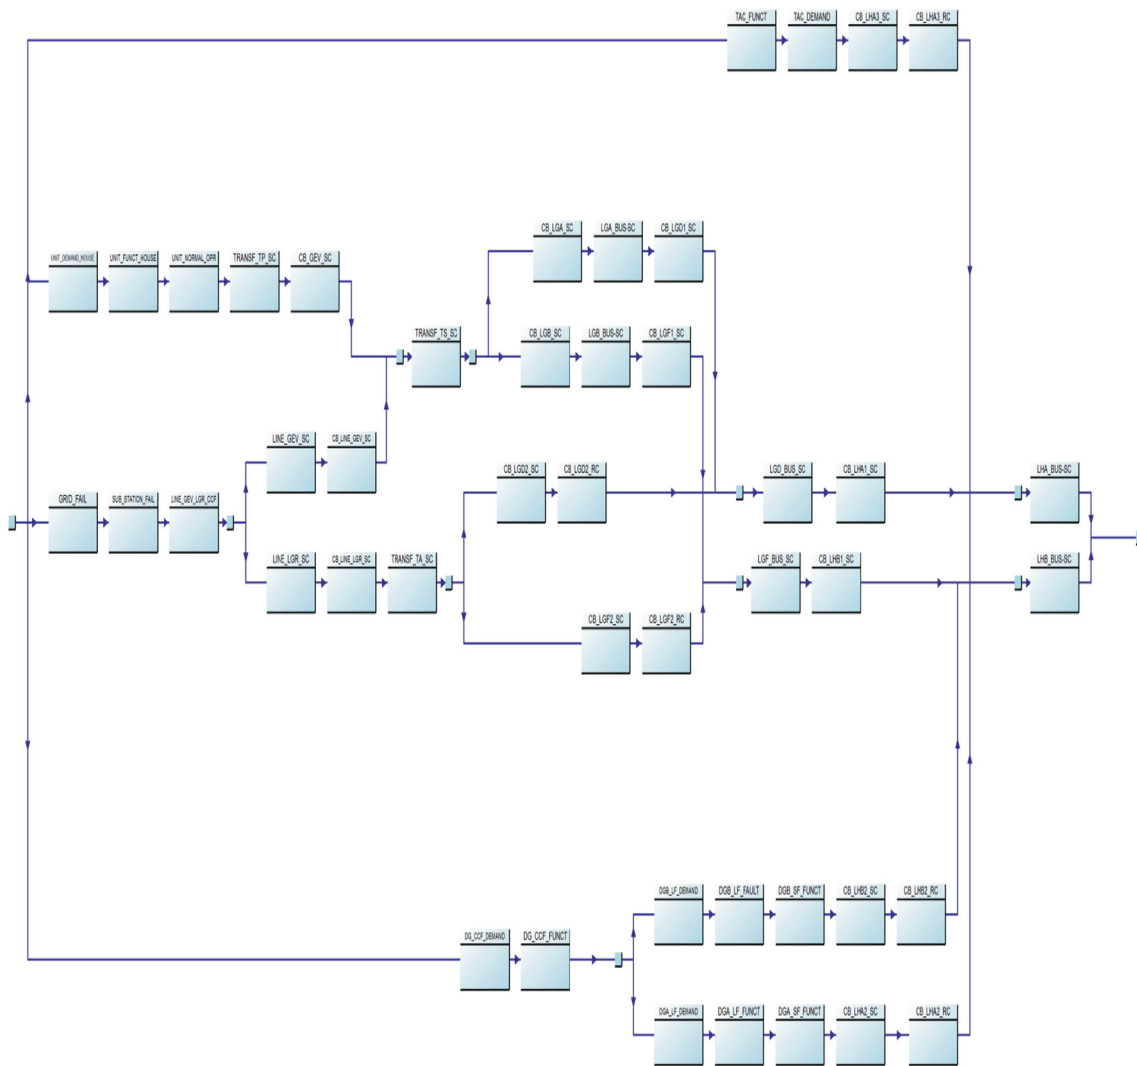 TAC_FUNCT
TAC_DEMAND
CB_LHA3_SC
CB_LHA3_RC
CB_LGA_SC
LGA_BUS-SC
CB_LGD1_SC
UNIT_DEMAND_HOUSE
UNIT_FUNCT_HOUSE
UNIT_NORMAL_OPR
TRANSF_TP_SC
CB_GEV_SC
TRANSF_TS_SC
CB_LGB_SC
LGB_BUS-SC
CB_LGF1_SC
LINE_GEV_SC
CB_LINE_GEV_SC
CB_LGD2_SC
CB_LGD2_RC
LGD_BUS_SC
CB_LHA1_SC
LHA_BUS-SC
GRID_FAIL
SUB_STATION_FAIL
LINE_GEV_LGR_CCF
LINE_LGR_SC
CB_LINE_LGR_SC
TRANSF_TA_SC
LGF_BUS_SC
CB_LHB1_SC
LHB_BUS-SC
CB_LGF2_SC
CB_LGF2_RC
DGB_LF_DEMAND
DGB_LF_FAULT
DGB_SF_FUNCT
CB_LHB2_SC
CB_LHB2_RC
DG_CCF_DEMAND
DG_CCF_FUNCT
DGA_LF_DEMAND
DGA_LF_FUNCT
DGA_SF_FUNCT
CB_LHA2_SC
CB_LHA2_RC